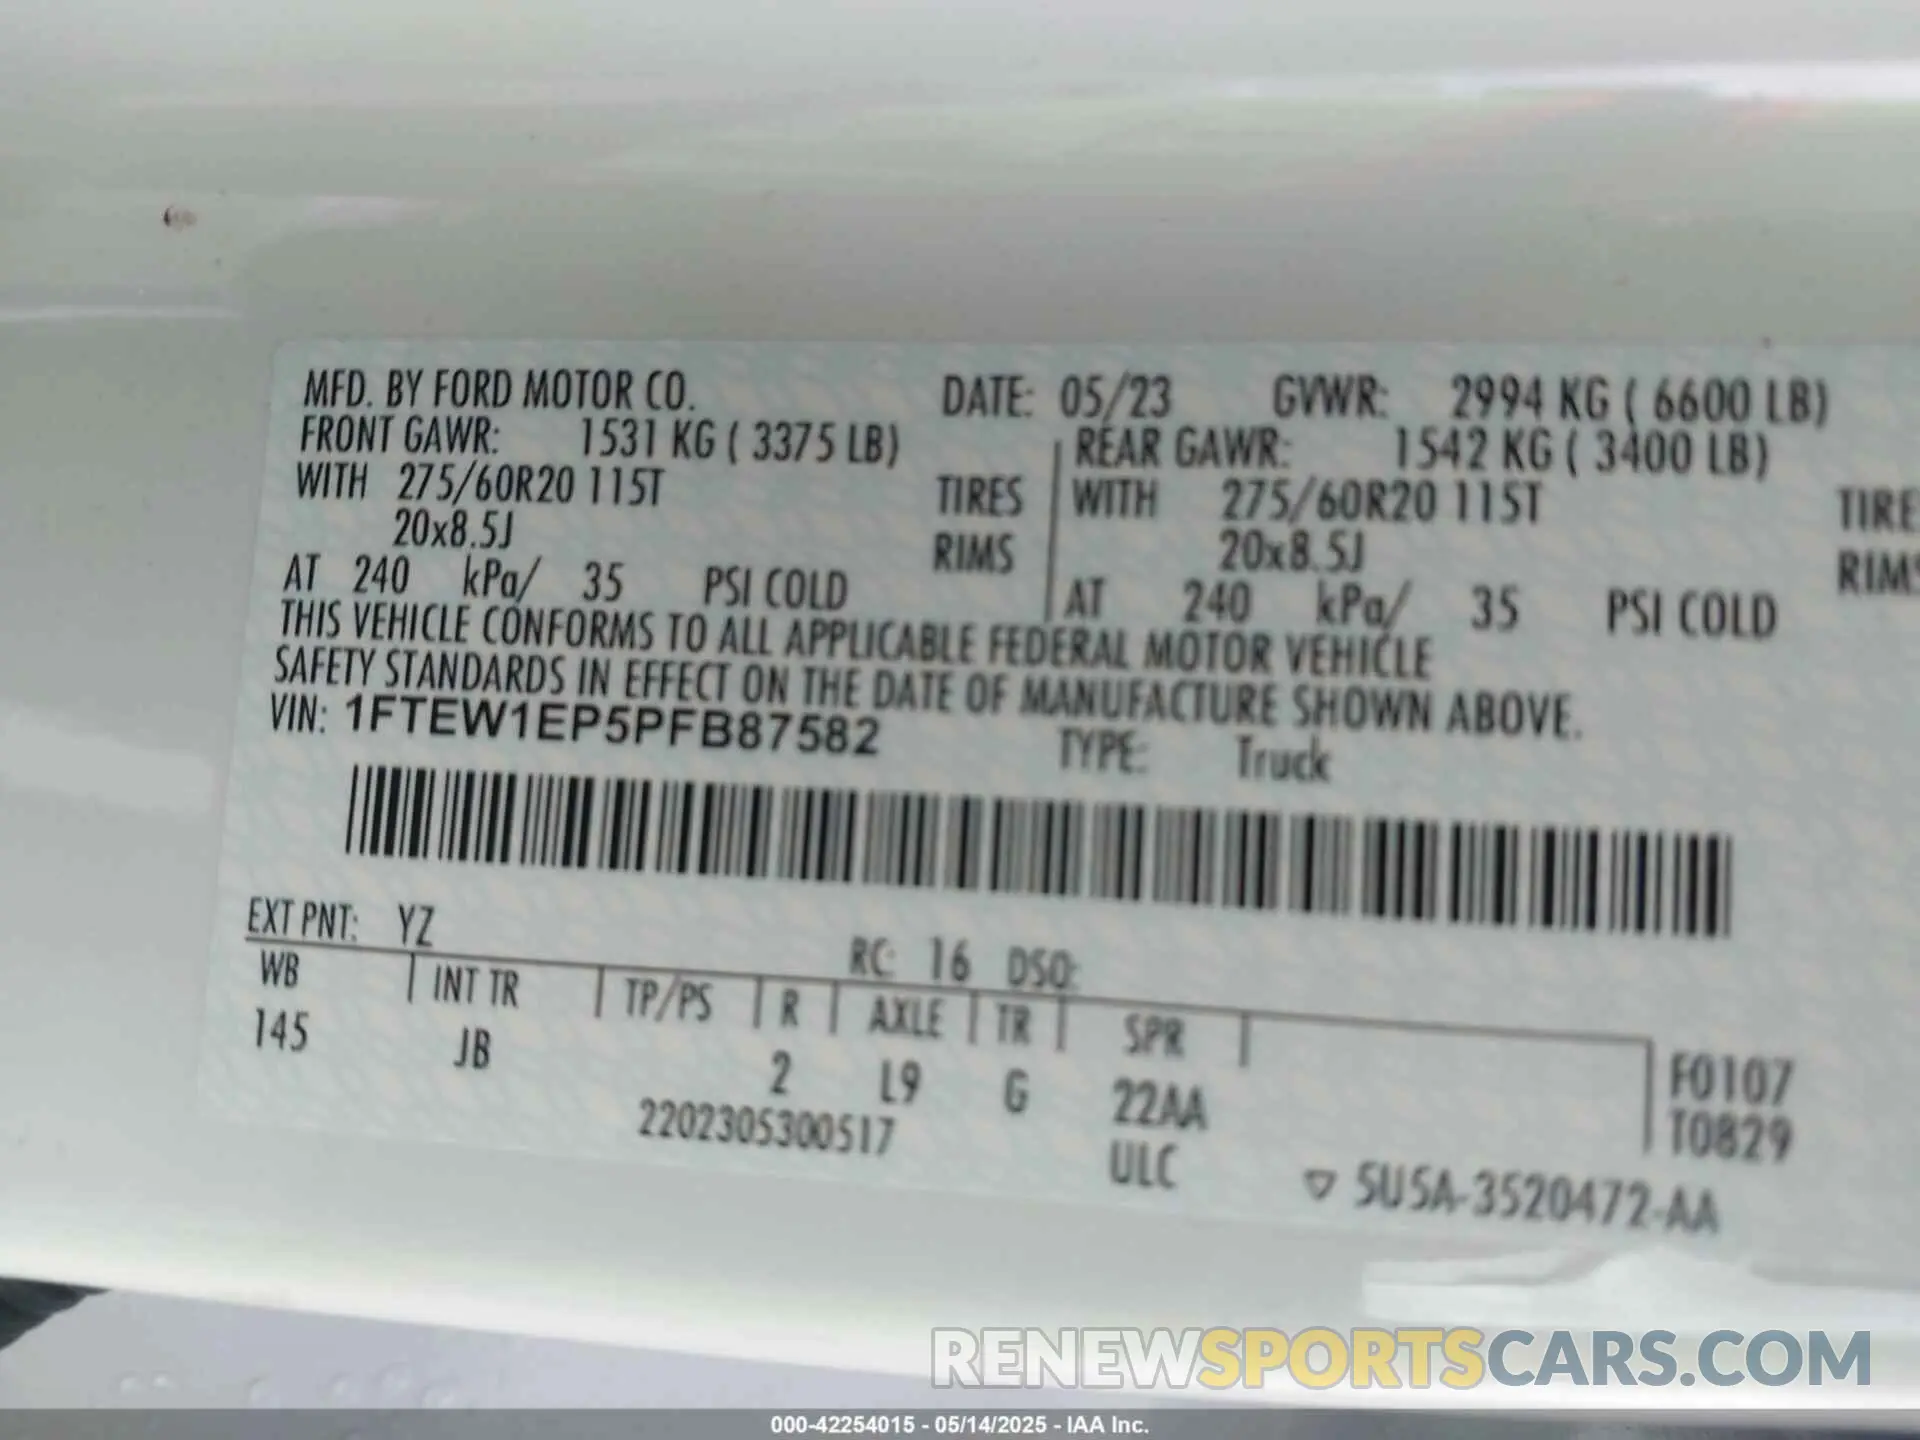 MFD. BY FORD MOTOR CO. DATE: 05/23 GVWR: 2994 KG ( 6600 LB)
FRONT GAWR: 1531 KG ( 3375 LB) REAR GAWR: 1542 KG ( 3400 LB)
WITH 275/60R20 115T TIRES WITH 275/60R20 115T TIRE
20x8.5J RIMS 20x8.5J RIMS
AT 240 kPa/ 35 PSI COLD AT 240 kPa/ 35 PSI COLD
THIS VEHICLE CONFORMS TO ALL APPLICABLE FEDERAL MOTOR VEHICLE
SAFETY STANDARDS IN EFFECT ON THE DATE OF MANUFACTURE SHOWN ABOVE.
VIN: 1FTEW1EP5PFB87582 TYPE: Truck
EXT PNT: YZ RC: 16 DSO:
WB INT TR TP/PS R AXLE TR SPR
145 JB 2 L9 G 22AA F0107
2202305300517 ULC T0829
▽ 5U5A-3520472-AA
RENEWSPORTSCARS.COM
000-42254015 - 05/14/2025 - IAA Inc.